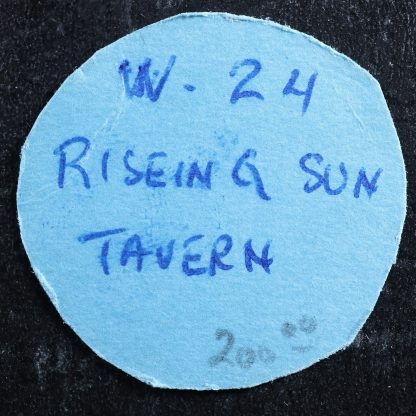 W. 24
RISEING SUN
TAVERN
200.00